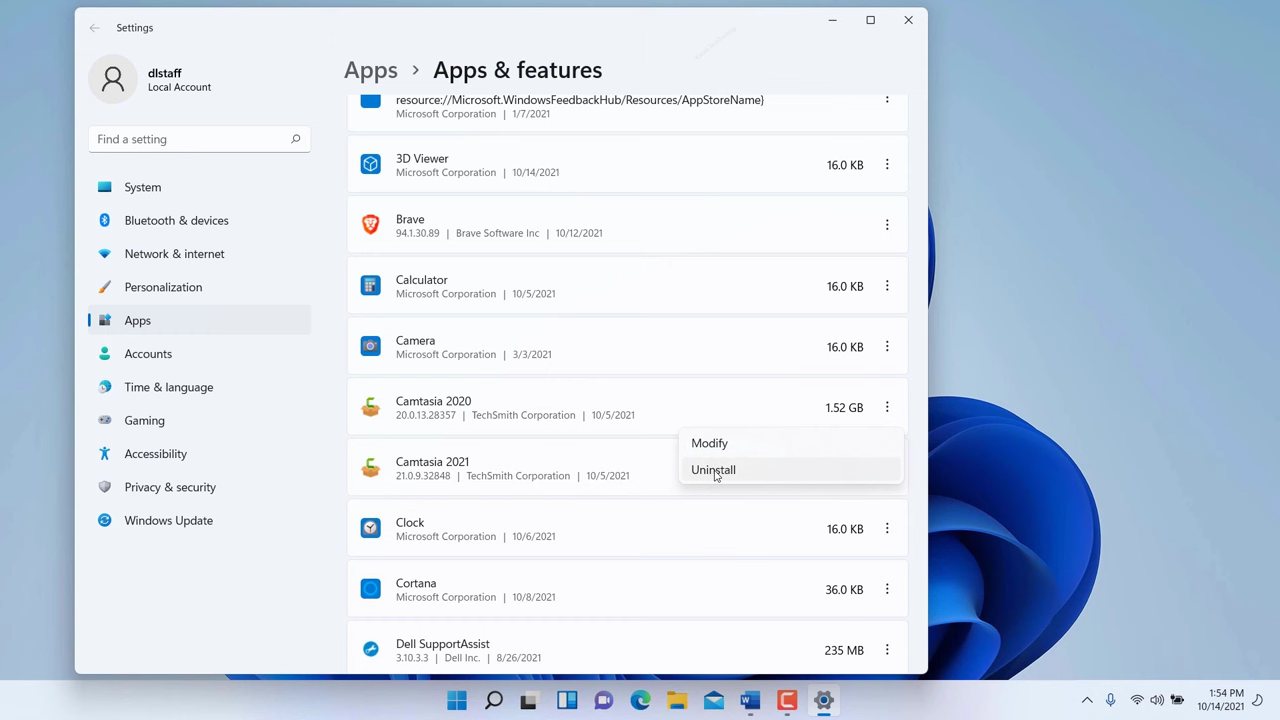 Settings
dlstaff
Local Account
Find a setting
System
Bluetooth & devices
Network & internet
Personalization
Apps
Accounts
Time & language
Gaming
Accessibility
Privacy & security
Windows Update
Apps > Apps & features
resource://Microsoft.WindowsFeedbackHub/Resources/AppStoreName}
Microsoft Corporation | 1/7/2021
3D Viewer
Microsoft Corporation | 10/14/2021
16.0 KB
Brave
94.1.30.89 | Brave Software Inc | 10/12/2021
Calculator
Microsoft Corporation | 10/5/2021
16.0 KB
Camera
Microsoft Corporation | 3/3/2021
16.0 KB
Camtasia 2020
20.0.13.28357 | TechSmith Corporation | 10/5/2021
1.52 GB
Modify
Uninstall
Camtasia 2021
21.0.9.32848 | TechSmith Corporation | 10/5/2021
Clock
Microsoft Corporation | 10/6/2021
16.0 KB
Cortana
Microsoft Corporation | 10/8/2021
36.0 KB
Dell SupportAssist
3.10.3.3 | Dell Inc. | 8/26/2021
235 MB
1:54 PM
10/14/2021